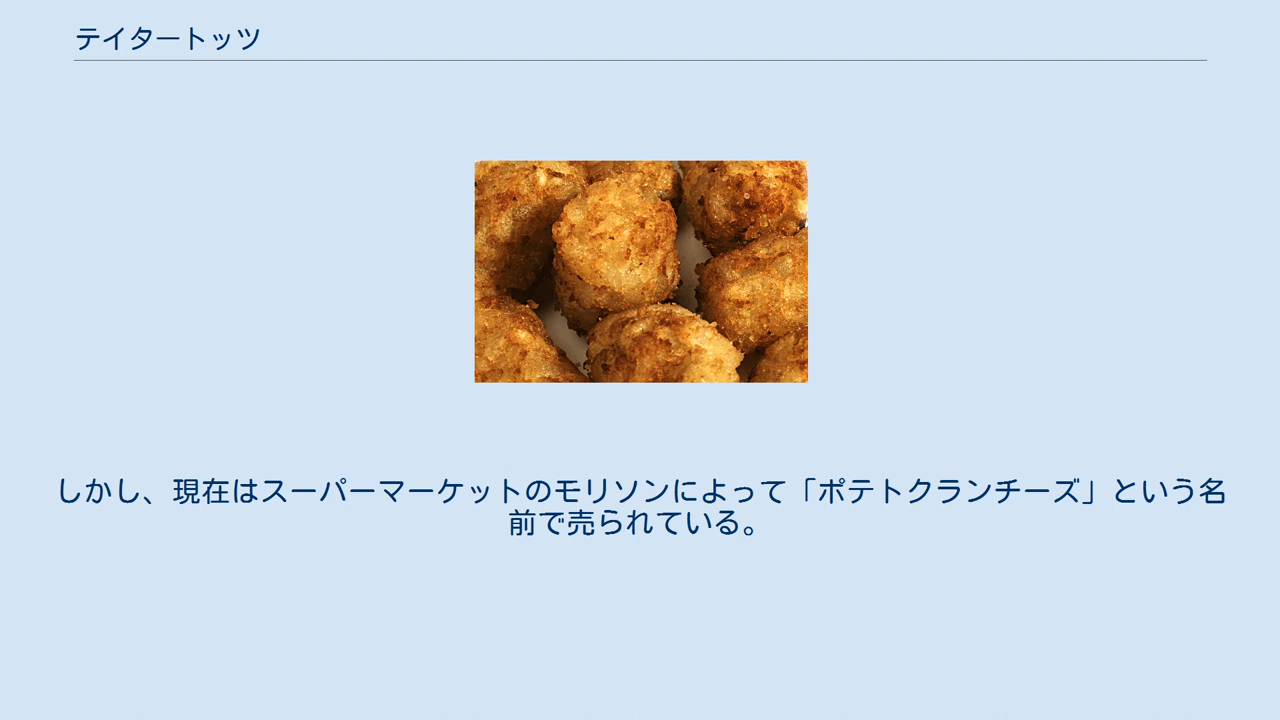 テイタートッツ
しかし、現在はスーパーマーケットのモリソンによって「ポテトクランチーズ」という名
前で売られている。